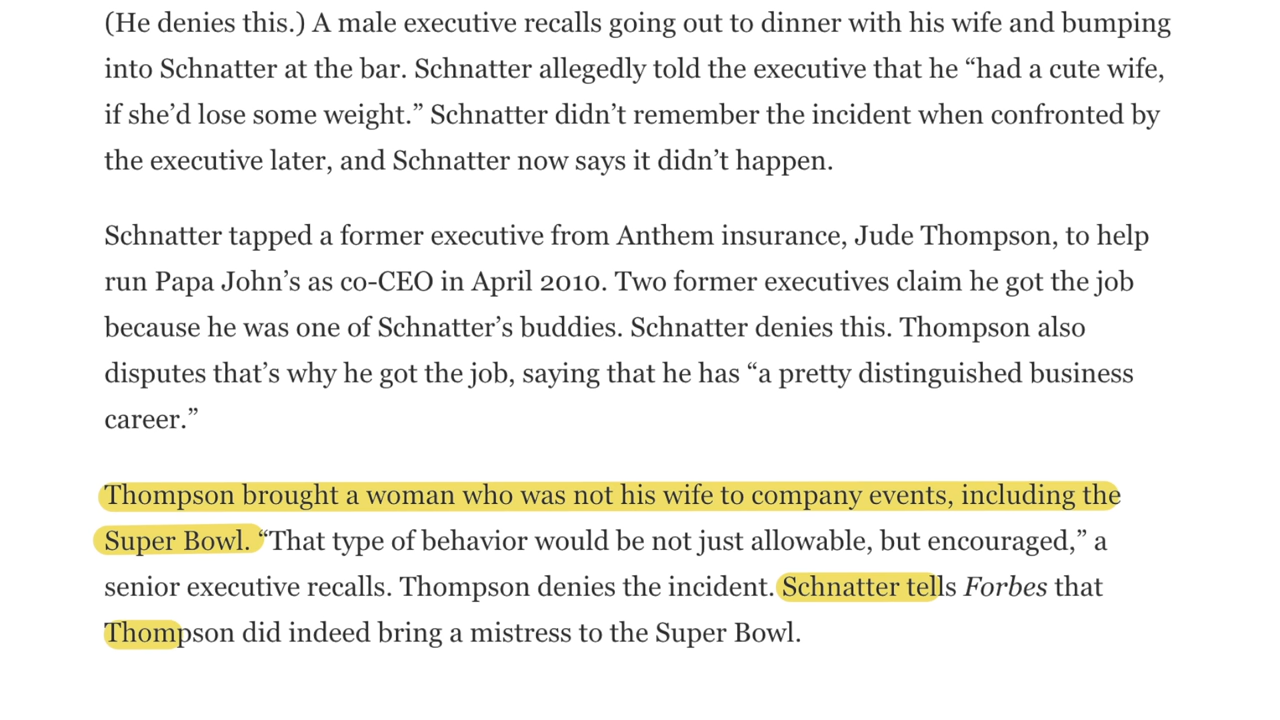 (He denies this.) A male executive recalls going out to dinner with his wife and bumping
into Schnatter at the bar. Schnatter allegedly told the executive that he “had a cute wife,
if she’d lose some weight.” Schnatter didn’t remember the incident when confronted by
the executive later, and Schnatter now says it didn’t happen.
Schnatter tapped a former executive from Anthem insurance, Jude Thompson, to help
run Papa John’s as co-CEO in April 2010. Two former executives claim he got the job
because he was one of Schnatter’s buddies. Schnatter denies this. Thompson also
disputes that’s why he got the job, saying that he has “a pretty distinguished business
career.”
Thompson brought a woman who was not his wife to company events, including the
Super Bowl. “That type of behavior would be not just allowable, but encouraged,” a
senior executive recalls. Thompson denies the incident. Schnatter tells Forbes that
Thompson did indeed bring a mistress to the Super Bowl.